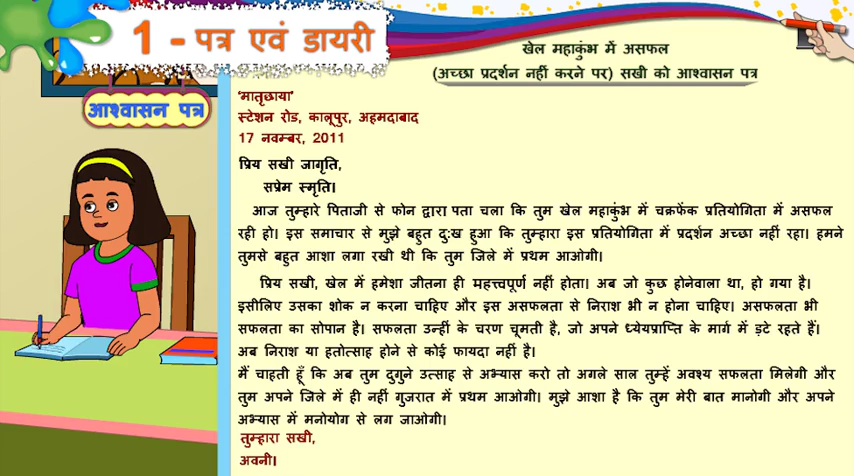 1 - पत्र एवं डायरी
खेल महाकुंभ में असफल
(अच्छा प्रदर्शन नहीं करने पर) सखी को आश्वासन पत्र
आश्वासन पत्र
'मातृछाया'
स्टेशन रोड, कालूपुर, अहमदाबाद
17 नवम्बर, 2011
प्रिय सखी जागृति,
सप्रेम स्मृति।
आज तुम्हारे पिताजी से फोन द्वारा पता चला कि तुम खेल महाकुंभ में चक्रफेंक प्रतियोगिता में असफल
रही हो। इस समाचार से मुझे बहुत दुःख हुआ कि तुम्हारा इस प्रतियोगिता में प्रदर्शन अच्छा नहीं रहा। हमने
तुमसे बहुत आशा लगा रखी थी कि तुम जिले में प्रथम आओगी।
प्रिय सखी, खेल में हमेशा जीतना ही महत्त्वपूर्ण नहीं होता। अब जो कुछ होनेवाला था, हो गया है।
इसीलिए उसका शोक न करना चाहिए और इस असफलता से निराश भी न होना चाहिए। असफलता भी
सफलता का सोपान है। सफलता उन्हीं के चरण चूमती है, जो अपने ध्येयप्राप्ति के मार्ग में ड़टे रहते हैं।
अब निराश या हतोत्साह होने से कोई फायदा नहीं है।
मैं चाहती हूँ कि अब तुम दुगुने उत्साह से अभ्यास करो तो अगले साल तुम्हें अवश्य सफलता मिलेगी और
तुम अपने जिले में ही नहीं गुजरात में प्रथम आओगी। मुझे आशा है कि तुम मेरी बात मानोगी और अपने
अभ्यास में मनोयोग से लग जाओगी।
तुम्हारा सखी,
अवनी।